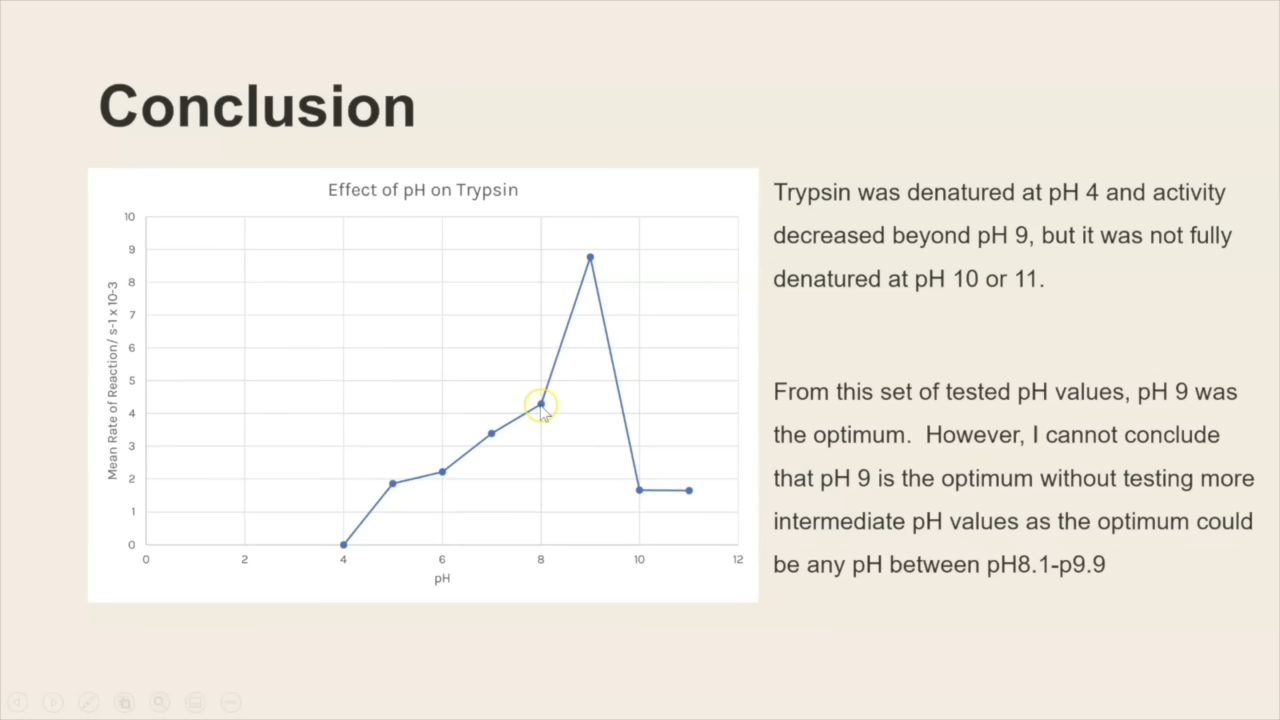 Conclusion
Effect of pH on Trypsin
Mean Rate of Reaction/ s-1 x 10-3
10
9
8
7
6
5
4
3
2
1
0
0 2 4 6 8 10 12
pH
Trypsin was denatured at pH 4 and activity
decreased beyond pH 9, but it was not fully
denatured at pH 10 or 11.
From this set of tested pH values, pH 9 was
the optimum. However, I cannot conclude
that pH 9 is the optimum without testing more
intermediate pH values as the optimum could
be any pH between pH8.1-p9.9